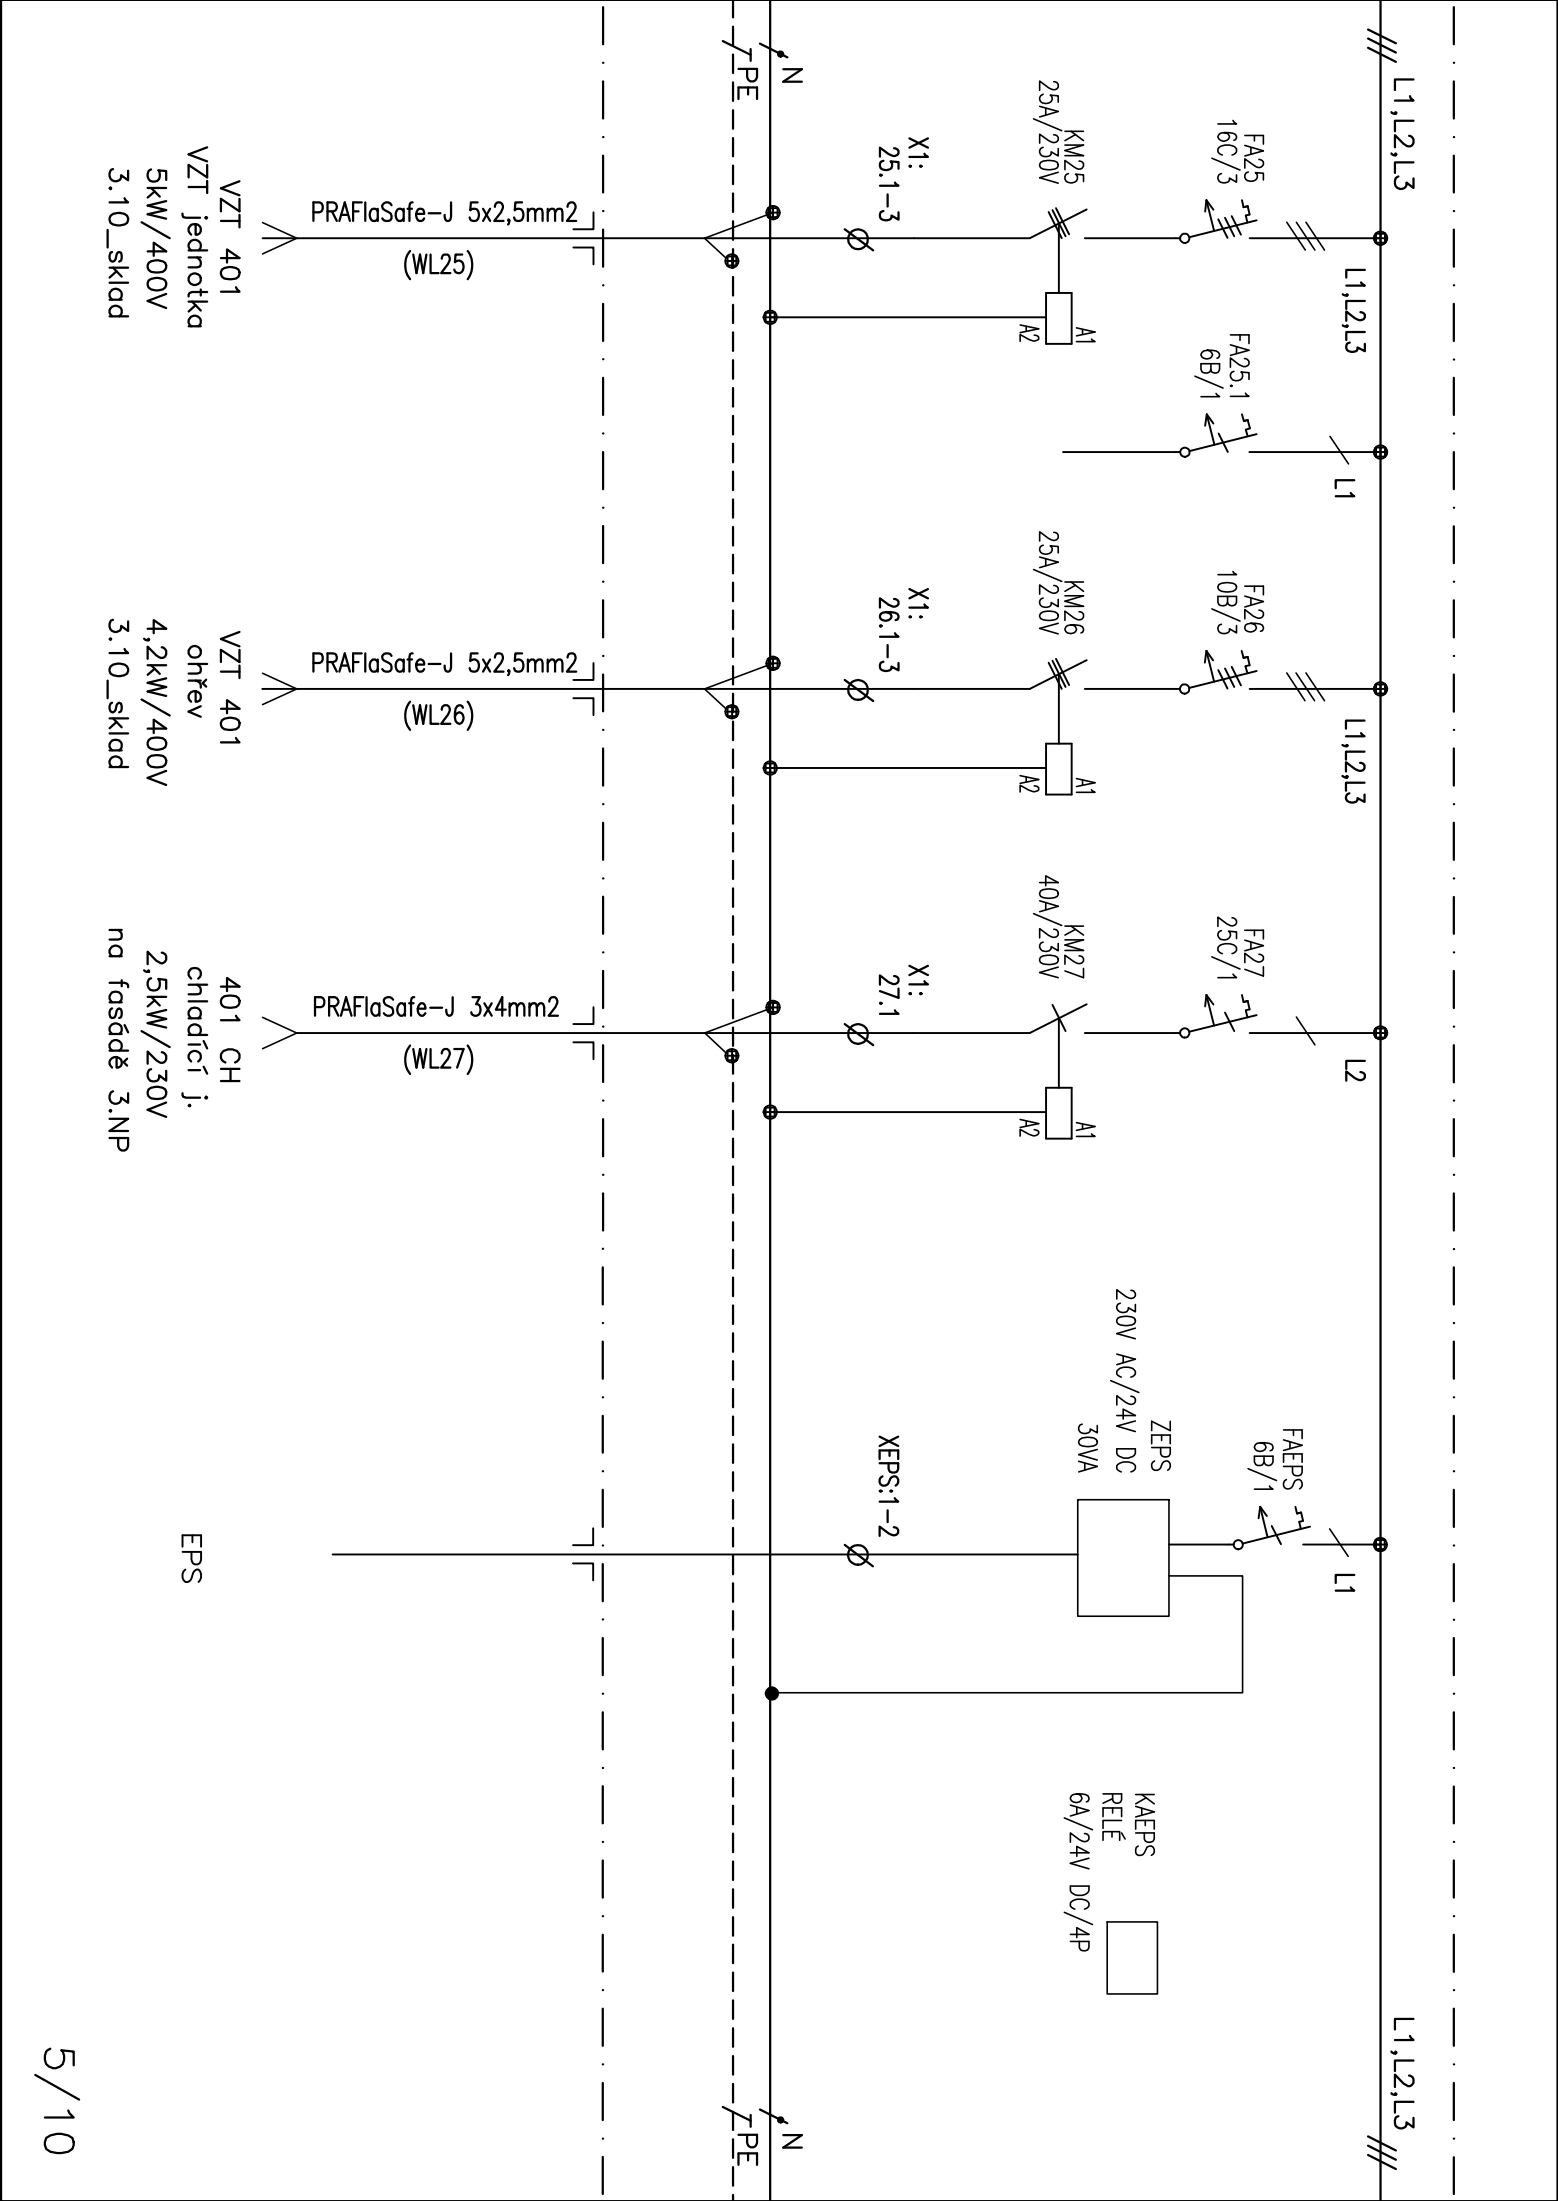 L1,L2,L3
L1,L2,L3
FA25
16C/3
L1,L2,L3
KM25
25A/230V
A1
A2
X1:
25.1-3
FA25.1
6B/1
L1
FA26
10B/3
L1,L2,L3
KM26
25A/230V
A1
A2
X1:
26.1-3
FA27
25C/1
L2
KM27
40A/230V
A1
A2
X1:
27.1
FAEPS
6B/1
L1
ZEPS
230V AC/24V DC
30VA
XEPS:1-2
KAEPS
RELÉ
6A/24V DC/4P
N
PE
N
PE
PRAFlaSafe-J 5x2,5mm2
(WL25)
PRAFlaSafe-J 5x2,5mm2
(WL26)
PRAFlaSafe-J 3x4mm2
(WL27)
VZT 401
VZT jednotka
5kW/400V
3.10_sklad
VZT 401
ohřev
4,2kW/400V
3.10_sklad
401 CH
chladící j.
2,5kW/230V
na fasádě 3.NP
EPS
5/10